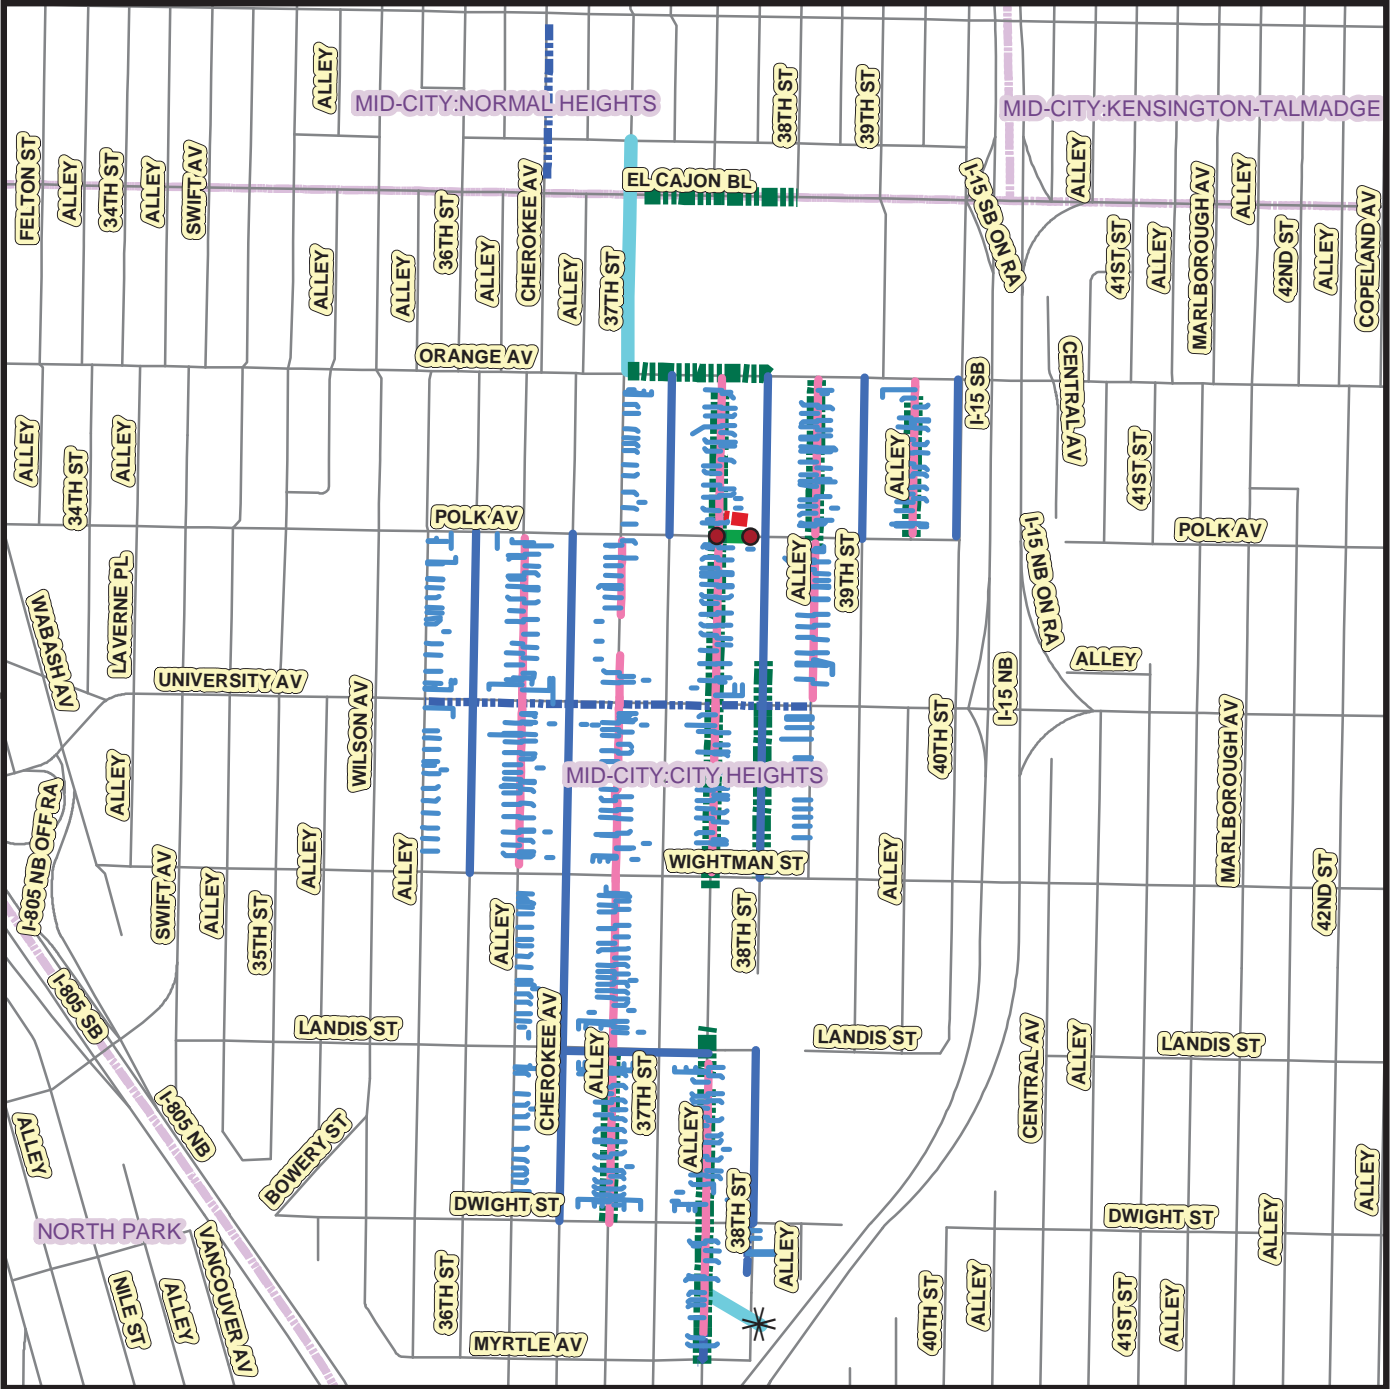 ALLEY
MID-CITY:NORMAL HEIGHTS
38TH ST
39TH ST
MID-CITY:KENSINGTON-TALMADGE
FELTON ST
ALLEY
34TH ST
ALLEY
SWIFT AV
36TH ST
ALLEY
CHEROKEE AV
EL CAJON BL
I-15 SB ON RA
ALLEY
MARLBOROUGH AV
ALLEY
41ST ST
ALLEY
42ND ST
ALLEY
COPELAND AV
ALLEY
ALLEY
ALLEY
37TH ST
ORANGE AV
I-15 SB
CENTRAL AV
ALLEY
34TH ST
ALLEY
ALLEY
41ST ST
POLK AV
POLK AV
ALLEY
39TH ST
I-15 NB ON RA
WABASH AV
LAVERNE PL
UNIVERSITY AV
WILSON AV
ALLEY
I-15 NB
40TH ST
MARLBOROUGH AV
ALLEY
MID-CITY:CITY HEIGHTS
I-805 NB OFF RA
SWIFT AV
ALLEY
35TH ST
ALLEY
ALLEY
WIGHTMAN ST
ALLEY
42ND ST
ALLEY
38TH ST
I-805 SB
LANDIS ST
CHEROKEE AV
ALLEY
37TH ST
LANDIS ST
CENTRAL AV
ALLEY
LANDIS ST
I-805 NB
ALLEY
BOWERY ST
ALLEY
ALLEY
DWIGHT ST
38TH ST
DWIGHT ST
ALLEY
NORTH PARK
VANCOUVER AV
ALLEY
NILE ST
ALLEY
36TH ST
MYRTLE AV
40TH ST
ALLEY
41ST ST
ALLEY